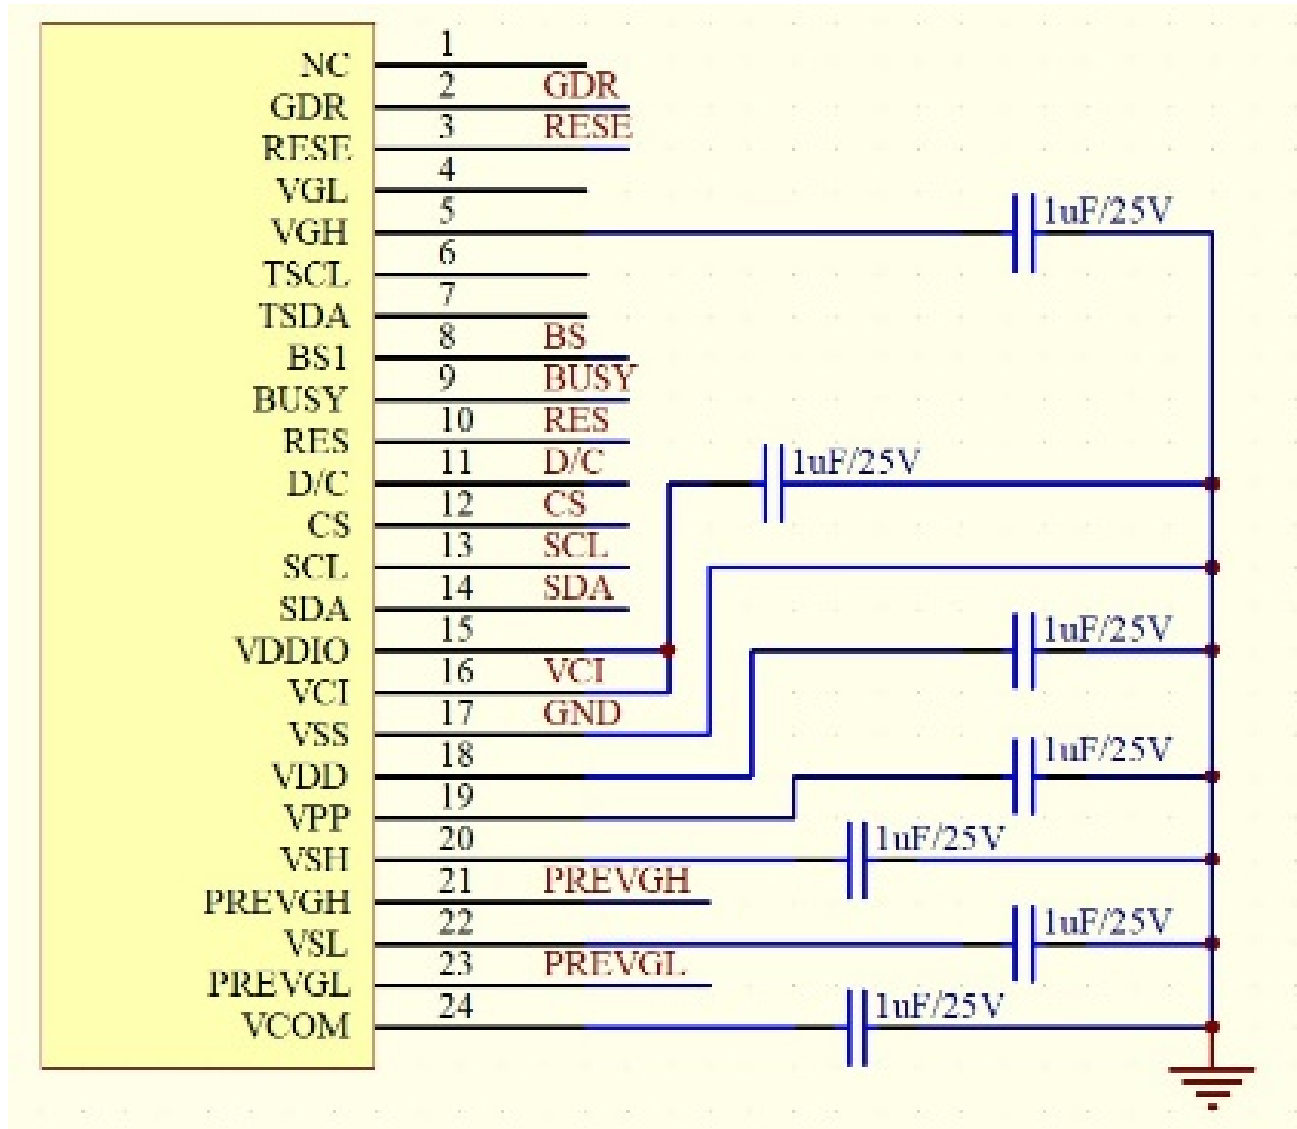 1
NC
2 GDR
GDR
3 RESE
RESE
4
VGL
5 1uF/25V
VGH
6
TSCL
7
TSDA
8 BS
BS1
9 BUSY
BUSY
10 RES
RES
11 D/C 1uF/25V
D/C
12 CS
CS
13 SCL
SCL
14 SDA
SDA
15 1uF/25V
VDDIO
16 VCI
VCI
17 GND
VSS
18 1uF/25V
VDD
19
VPP
20 1uF/25V
VSH
21 PREVGH
PREVGH
22 1uF/25V
VSL
23 PREVGL
PREVGL
24 1uF/25V
VCOM